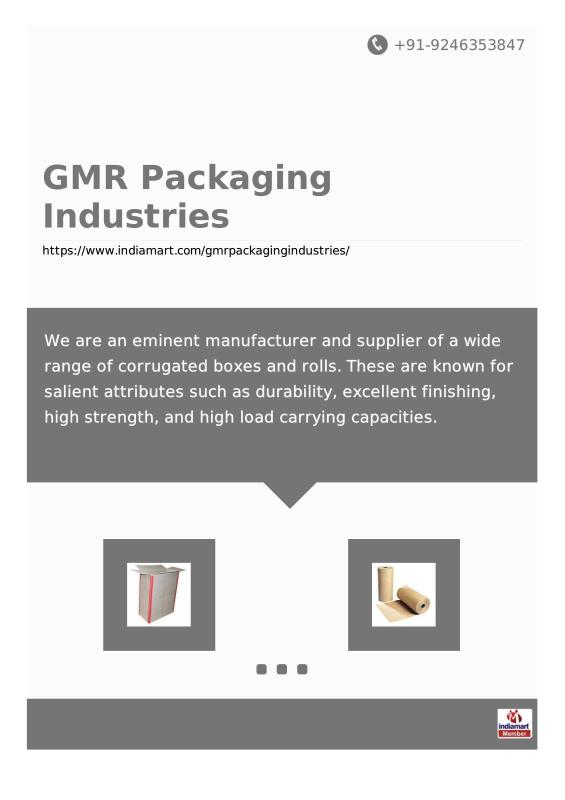 +91-9246353847
GMR Packaging
Industries
https://www.indiamart.com/gmrpackagingindustries/
We are an eminent manufacturer and supplier of a wide
range of corrugated boxes and rolls. These are known for
salient attributes such as durability, excellent finishing,
high strength, and high load carrying capacities.
indiamart
Member